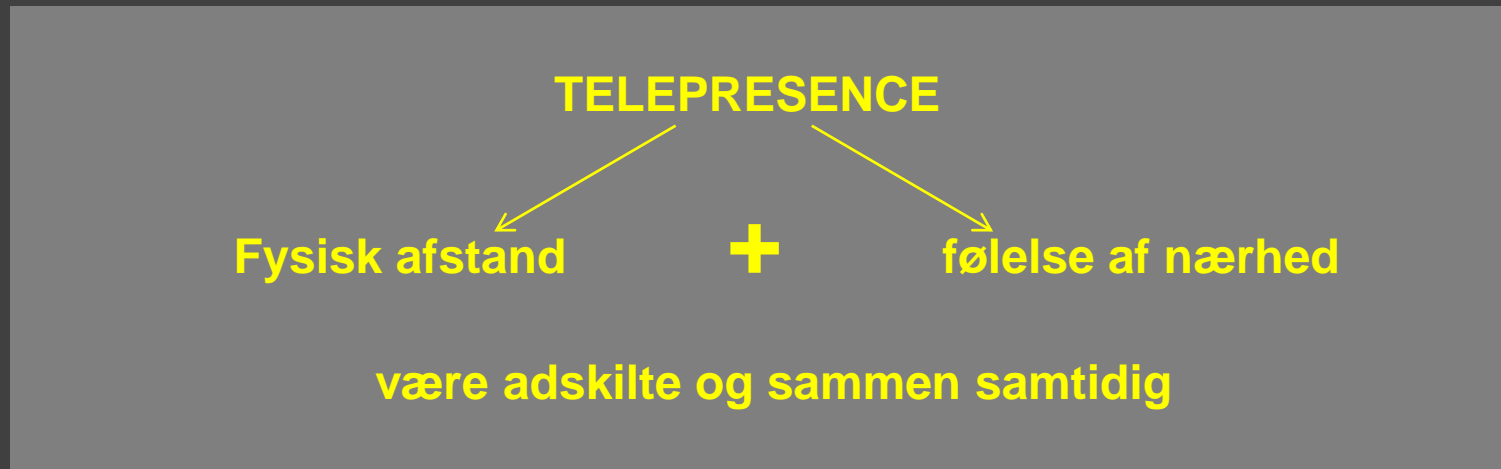 TELEPRESENCE
Fysisk afstand + følelse af nærhed
være adskilte og sammen samtidig